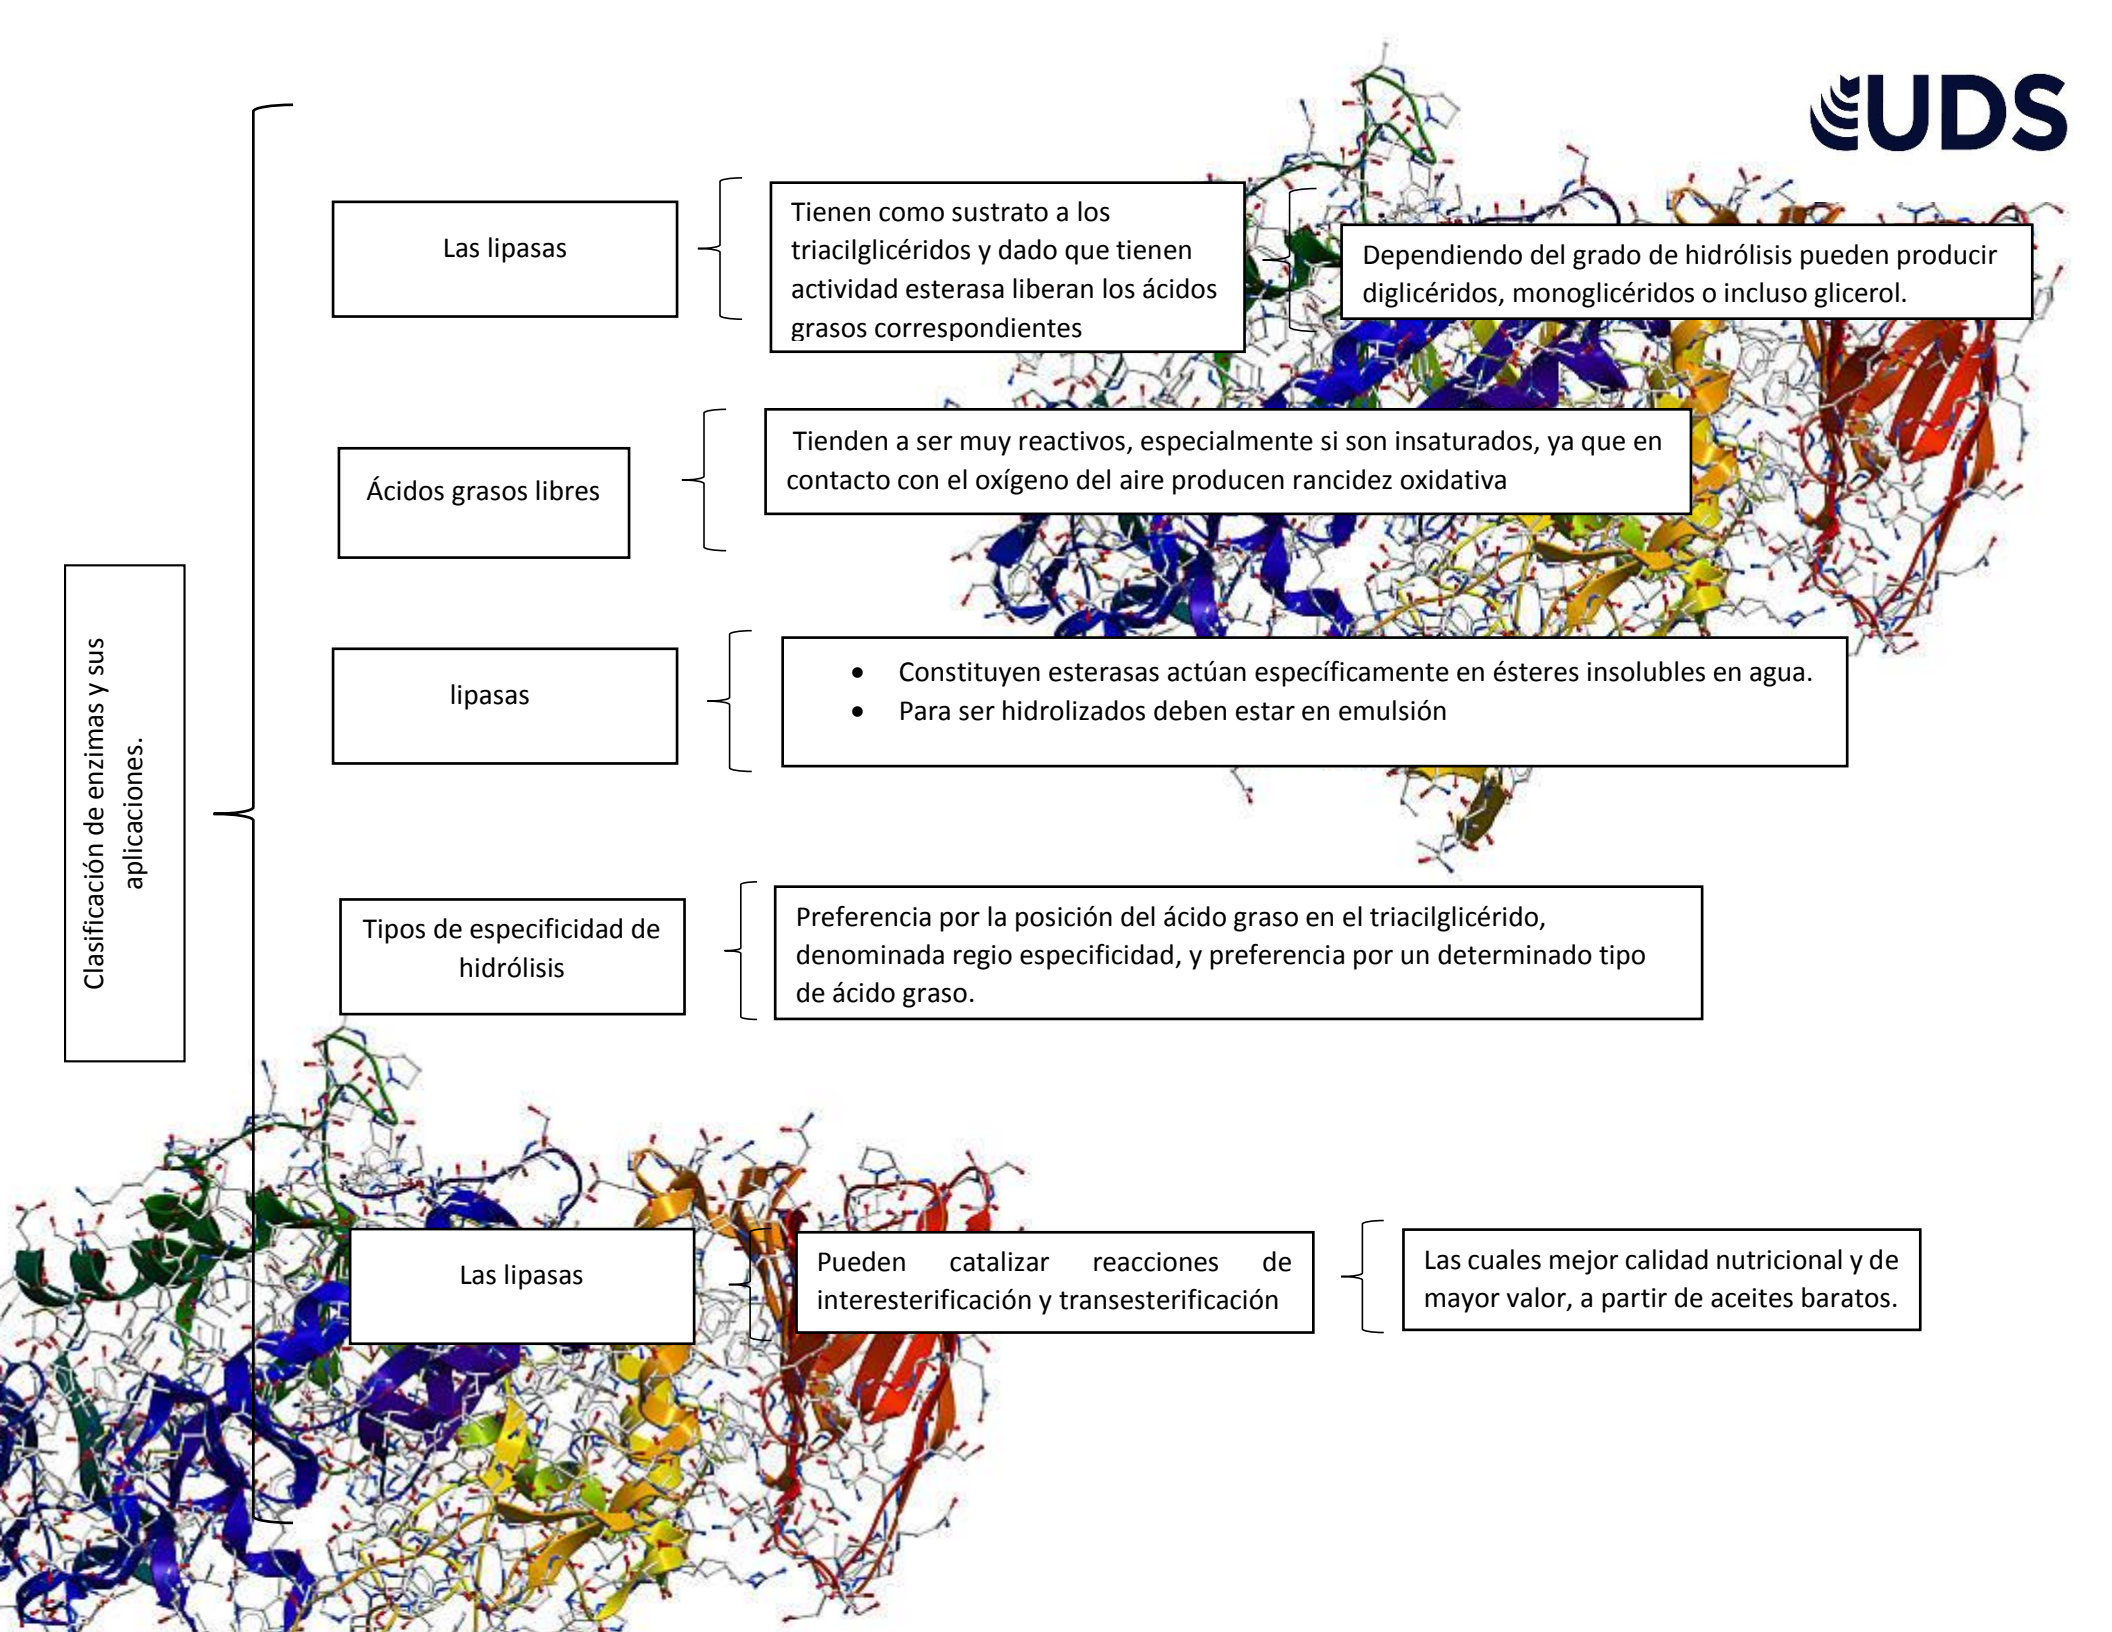 UDS
Clasificación de enzimas y sus
aplicaciones.
Las lipasas
Tienen como sustrato a los
triacilglicéridos y dado que tienen
actividad esterasa liberan los ácidos
grasos correspondientes
Dependiendo del grado de hidrólisis pueden producir
diglicéridos, monoglicéridos o incluso glicerol.
Ácidos grasos libres
Tienden a ser muy reactivos, especialmente si son insaturados, ya que en
contacto con el oxígeno del aire producen rancidez oxidativa
lipasas
• Constituyen esterasas actúan específicamente en ésteres insolubles en agua.
• Para ser hidrolizados deben estar en emulsión
Tipos de especificidad de
hidrólisis
Preferencia por la posición del ácido graso en el triacilglicérido,
denominada regio especificidad, y preferencia por un determinado tipo
de ácido graso.
Las lipasas
Pueden catalizar reacciones de
interesterificación y transesterificación
Las cuales mejor calidad nutricional y de
mayor valor, a partir de aceites baratos.